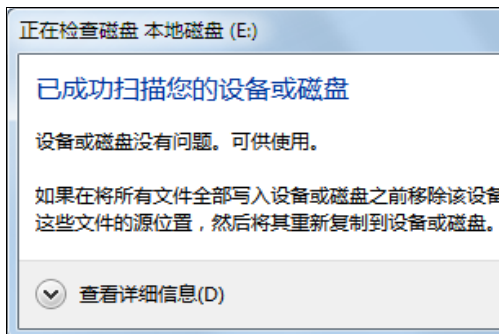 正在检查磁盘 本地磁盘 (E:)
已成功扫描您的设备或磁盘
设备或磁盘没有问题。可供使用。
如果在将所有文件全部写入设备或磁盘之前移除该设备
这些文件的源位置，然后将其重新复制到设备或磁盘。
查看详细信息(D)